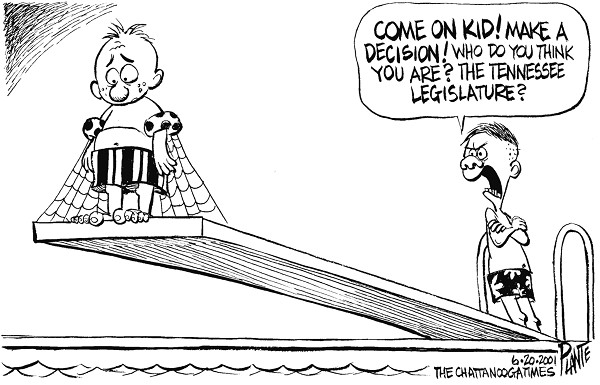 COME ON KID! MAKE A
DECISION! WHO DO YOU THINK
YOU ARE? THE TENNESSEE
LEGISLATURE?
6-20-2001
THE CHATTANOOGA TIMES
PLANTE